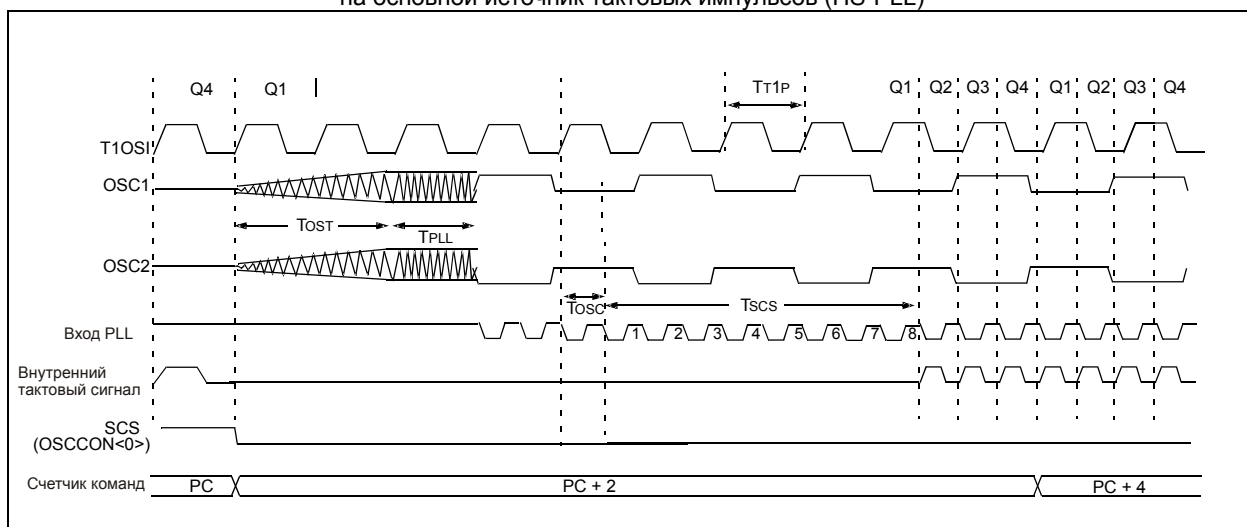 на основной источник тактовых импульсов (HS-PLL)
Q4 Q1 TT1P Q1 Q2 Q3 Q4 Q1 Q2 Q3 Q4
T1OSI
OSC1
TOST
TPLL
OSC2
TOSC TSCS
Вход PLL 1 2 3 4 5 6 7 8
Внутренний
тактовый сигнал
SCS
(OSCCON<0>)
Счетчик команд PC PC + 2 PC + 4